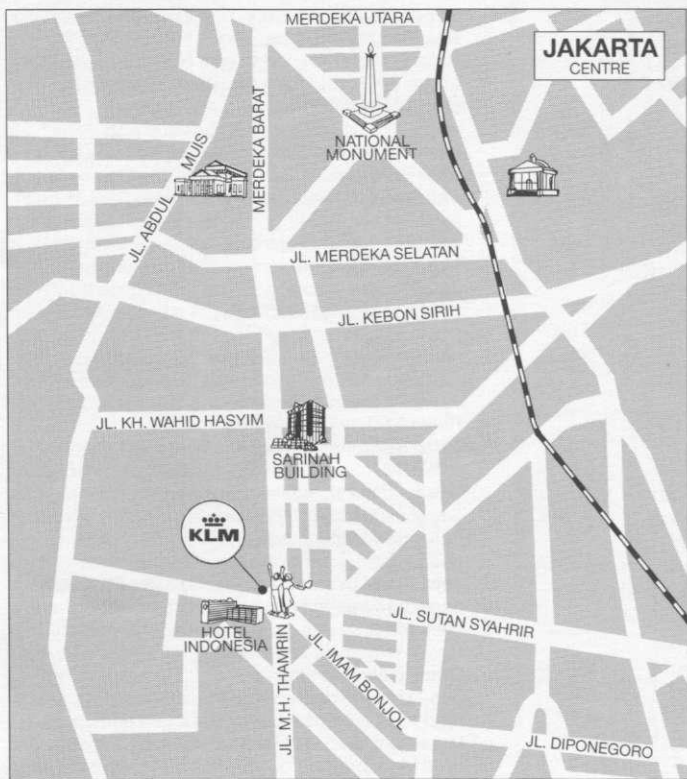 MERDEKA UTARA
JAKARTA
CENTRE
NATIONAL
MONUMENT
MERDEKA BARAT
JL. ABDUL MUIS
JL. MERDEKA SELATAN
JL. KEBON SIRIH
JL. KH. WAHID HASYIM
SARINAH
BUILDING
KLM
HOTEL
INDONESIA
JL. SUTAN SYAHRIR
JL. IMAM BONJOL
JL. M.H. THAMRIN
JL. DIPONEGORO